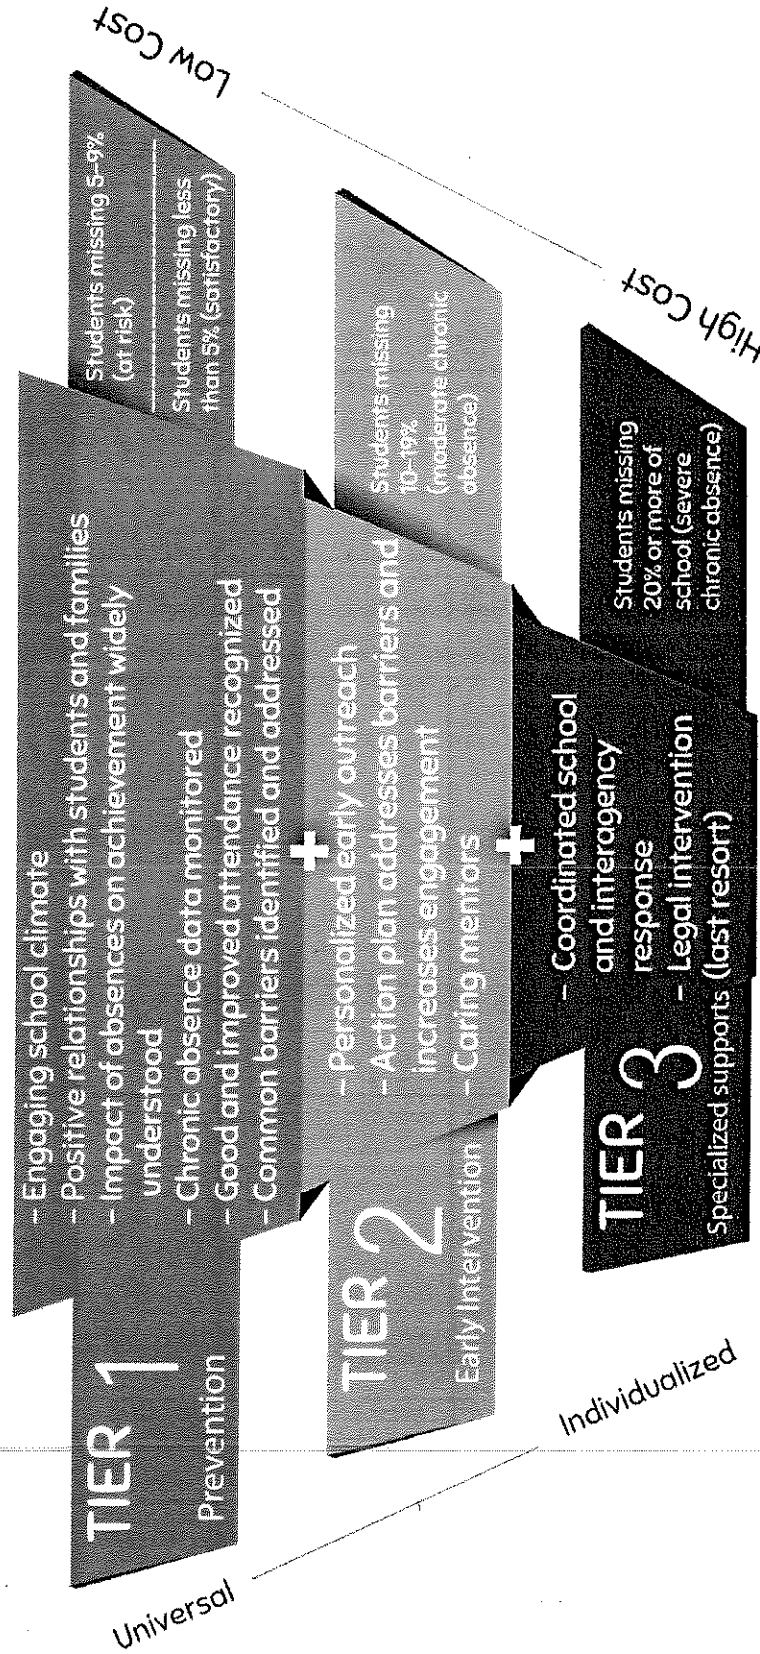 TIER 1
Prevention
– Engaging school climate
– Positive relationships with students and families
– Impact of absences on achievement widely
understood
– Chronic absence data monitored
– Good and improved attendance recognized
– Common barriers identified and addressed
Students missing 5–9%
(at risk)
Students missing less
than 5% (satisfactory)
+
TIER 2
Early Intervention
– Personalized early outreach
– Action plan addresses barriers and
increases engagement
– Caring mentors
Students missing
10–19%
(moderate chronic
absence)
+
TIER 3
Specialized supports
– Coordinated school
and interagency
response
– Legal intervention
(last resort)
Students missing
20% or more of
school (severe
chronic absence)
Universal
Individualized
Low Cost
High Cost